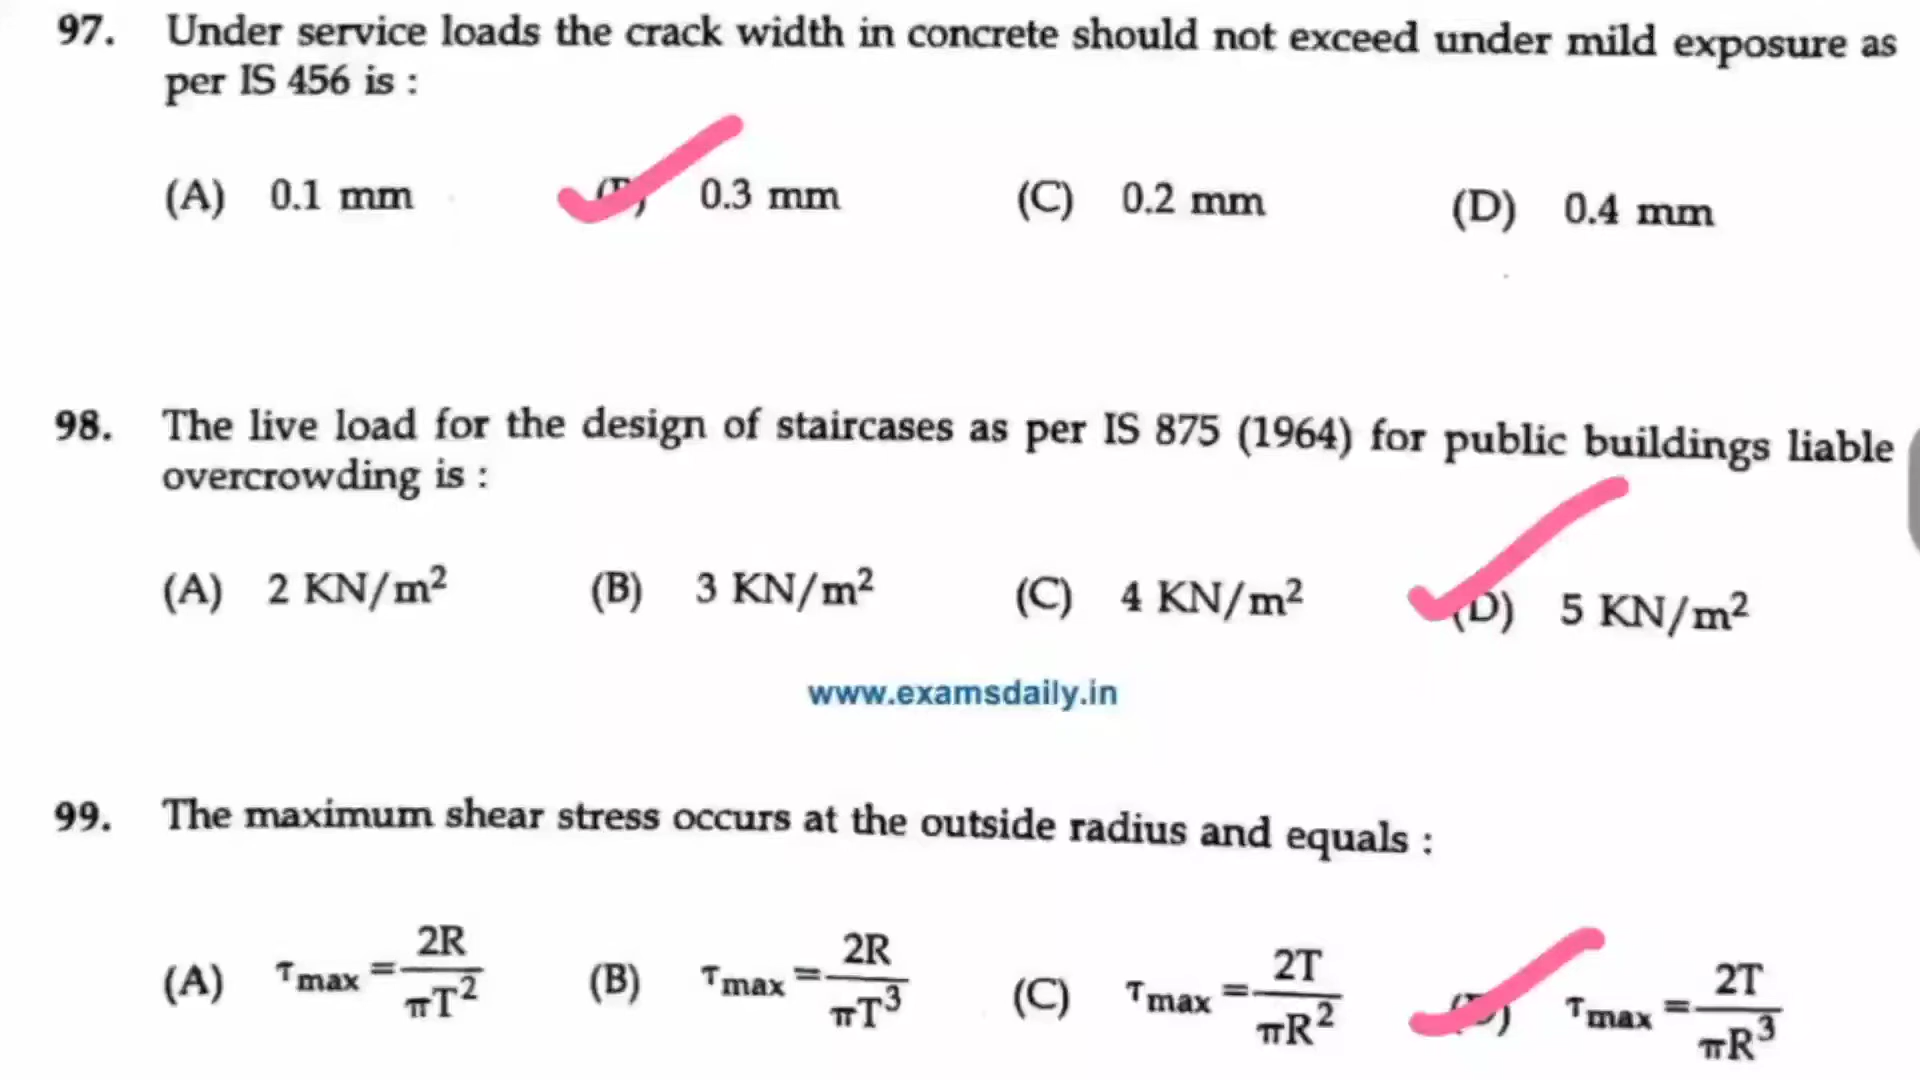 97. Under service loads the crack width in concrete should not exceed under mild exposure as
per IS 456 is :
(A) 0.1 mm (B) 0.3 mm (C) 0.2 mm (D) 0.4 mm
98. The live load for the design of staircases as per IS 875 (1964) for public buildings liable
overcrowding is :
(A) 2 KN/m² (B) 3 KN/m² (C) 4 KN/m² (D) 5 KN/m²
www.examsdaily.in
99. The maximum shear stress occurs at the outside radius and equals :
(A) τmax = 2R/πT² (B) τmax = 2R/πT³ (C) τmax = 2T/πR² (D) τmax = 2T/πR³